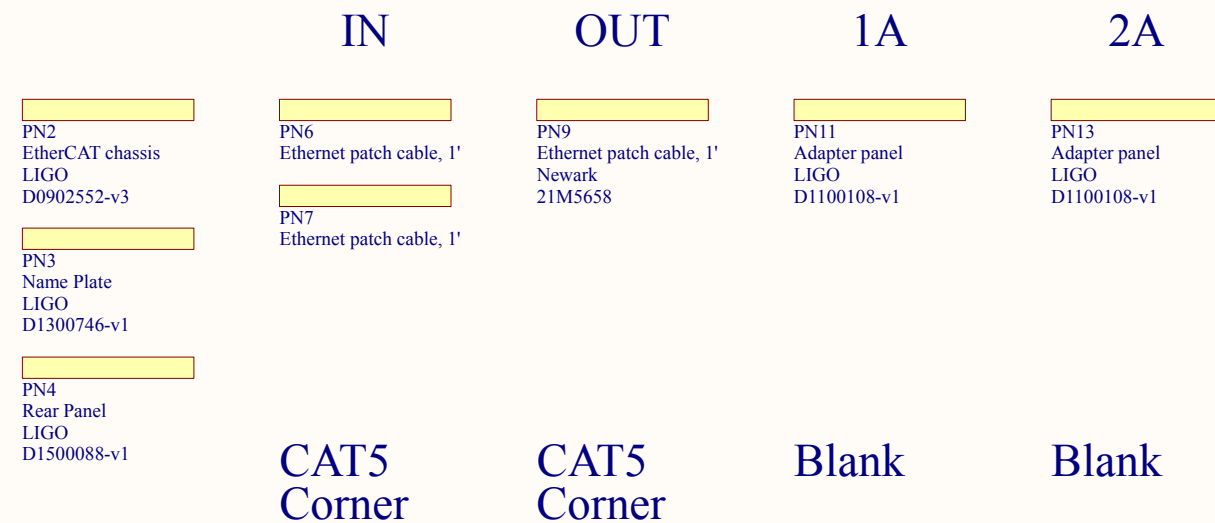 IN
OUT
1A
2A
PN2
EtherCAT chassis
LIGO
D0902552-v3
PN3
Name Plate
LIGO
D1300746-v1
PN4
Rear Panel
LIGO
D1500088-v1
PN6
Ethernet patch cable, 1'
PN7
Ethernet patch cable, 1'
CAT5
Corner
PN9
Ethernet patch cable, 1'
Newark
21M5658
CAT5
Corner
PN11
Adapter panel
LIGO
D1100108-v1
Blank
PN13
Adapter panel
LIGO
D1100108-v1
Blank